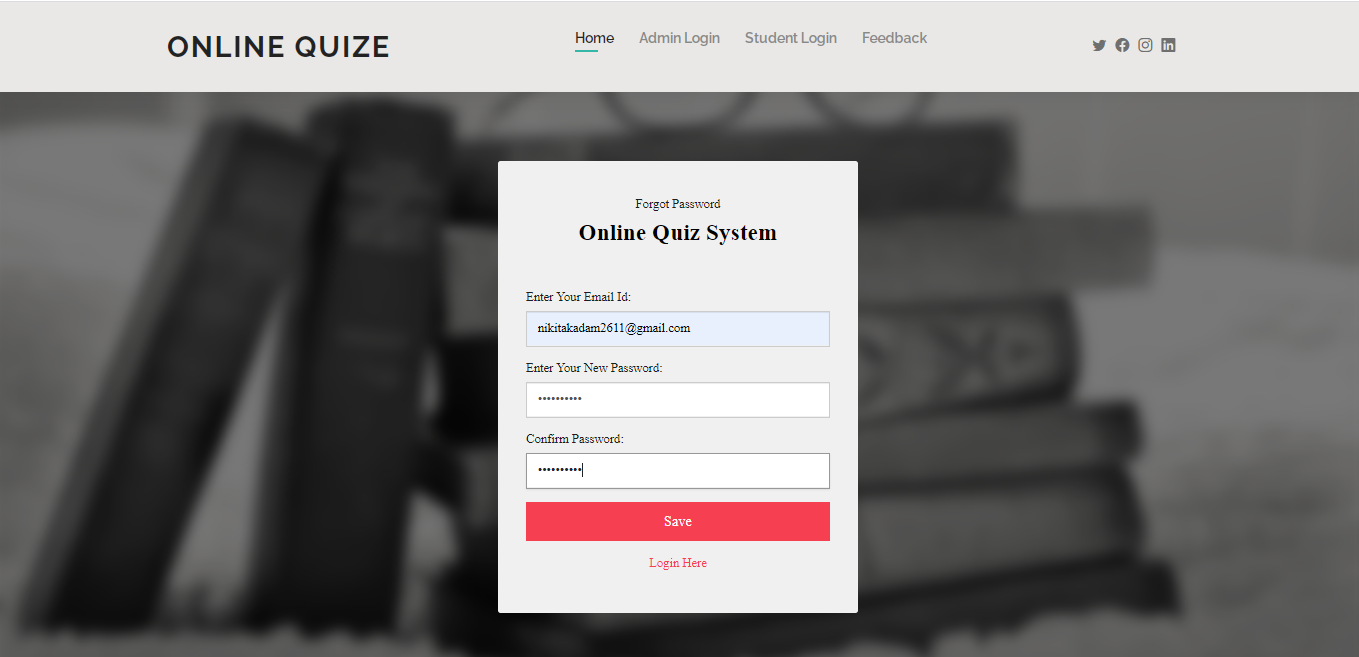 ONLINE QUIZE
Home Admin Login Student Login Feedback
Forgot Password
Online Quiz System
Enter Your Email Id:
nikitakadam2611@gmail.com
Enter Your New Password:
••••••••••
Confirm Password:
••••••••••
Save
Login Here